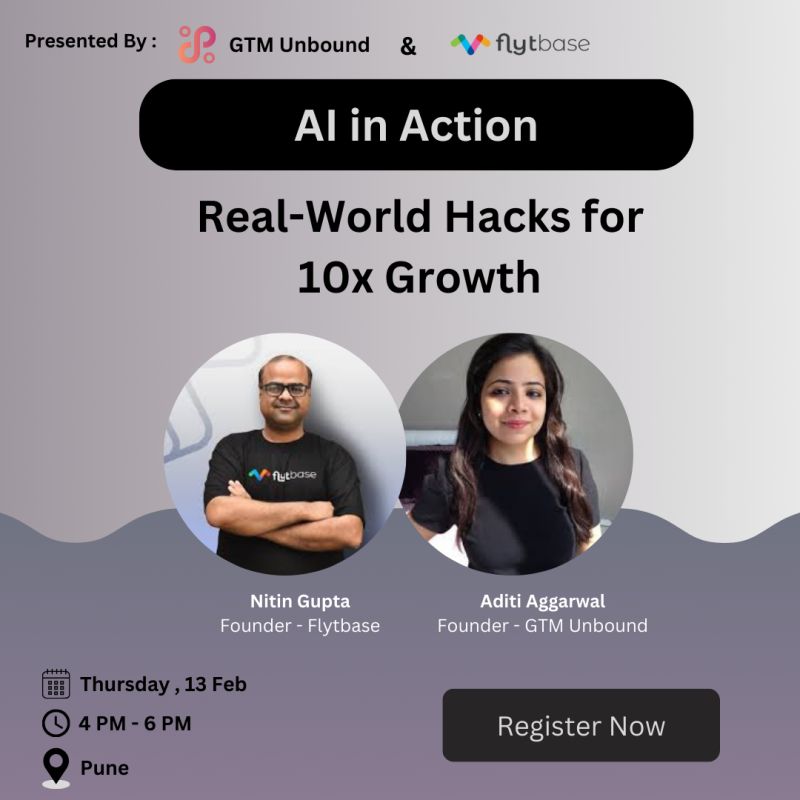 Presented By :
GTM Unbound
&
flytbase
AI in Action
Real-World Hacks for
10x Growth
flytbase
Nitin Gupta
Founder - Flytbase
Aditi Aggarwal
Founder - GTM Unbound
Thursday , 13 Feb
4 PM - 6 PM
Pune
Register Now